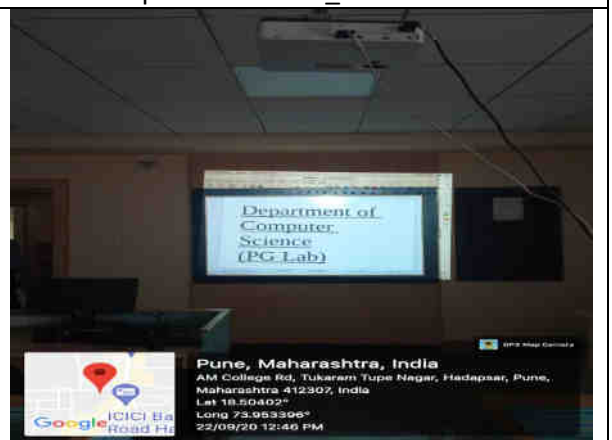 Department of
Computer
Science
(PG Lab)
GPS Map Camera
Pune, Maharashtra, India
AM College Rd, Tukaram Tupe Nagar, Hadapsar, Pune,
Maharashtra 412307, India
Lat 18.50402°
Long 73.953396°
22/09/20 12:46 PM
ICICI Ba
Road Ha
Google